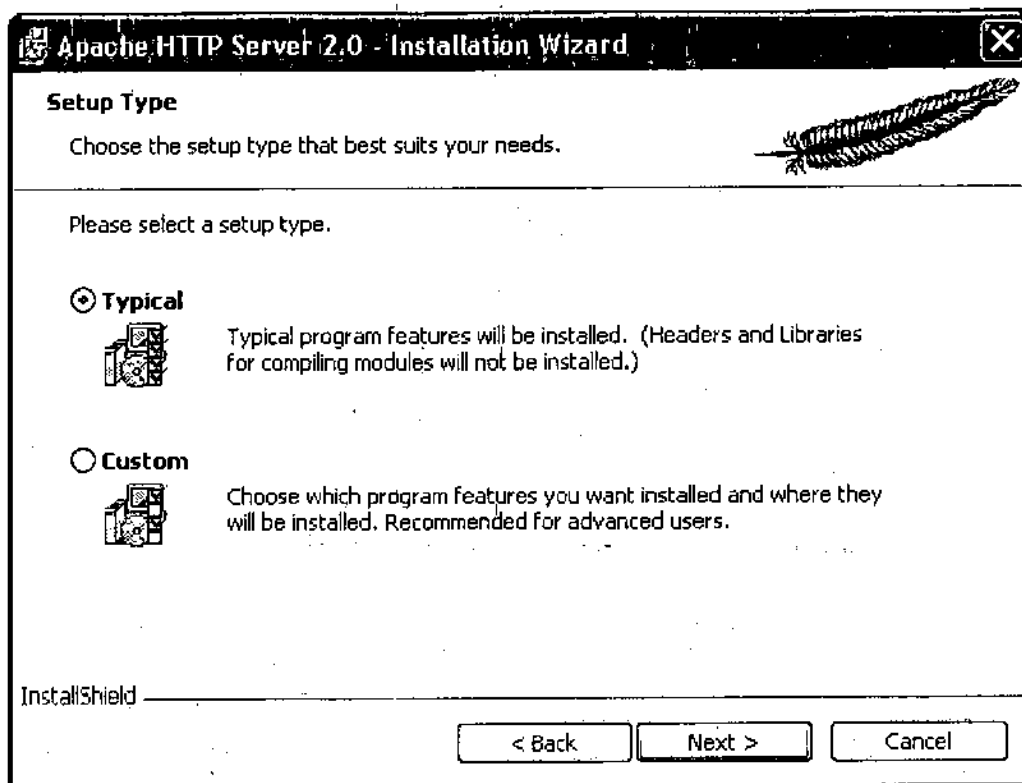 Apache HTTP Server 2.0 - Installation Wizard
Setup Type
Choose the setup type that best suits your needs.
Please select a setup type.
Typical
Typical program features will be installed. (Headers and Libraries
for compiling modules will not be installed.)
Custom
Choose which program features you want installed and where they
will be installed. Recommended for advanced users.
InstallShield
< Back
Next >
Cancel